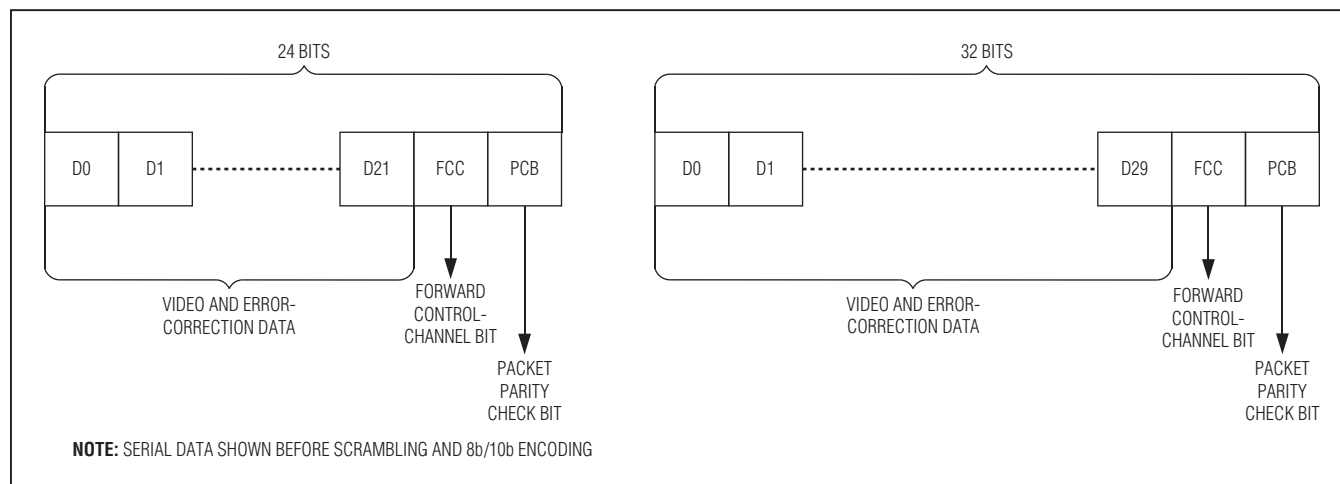 24 BITS
D0 D1 D21 FCC PCB
VIDEO AND ERROR-
CORRECTION DATA
FORWARD
CONTROL-
CHANNEL BIT
PACKET
PARITY
CHECK BIT
32 BITS
D0 D1 D29 FCC PCB
VIDEO AND ERROR-
CORRECTION DATA
FORWARD
CONTROL-
CHANNEL BIT
PACKET
PARITY
CHECK BIT
NOTE: SERIAL DATA SHOWN BEFORE SCRAMBLING AND 8b/10b ENCODING